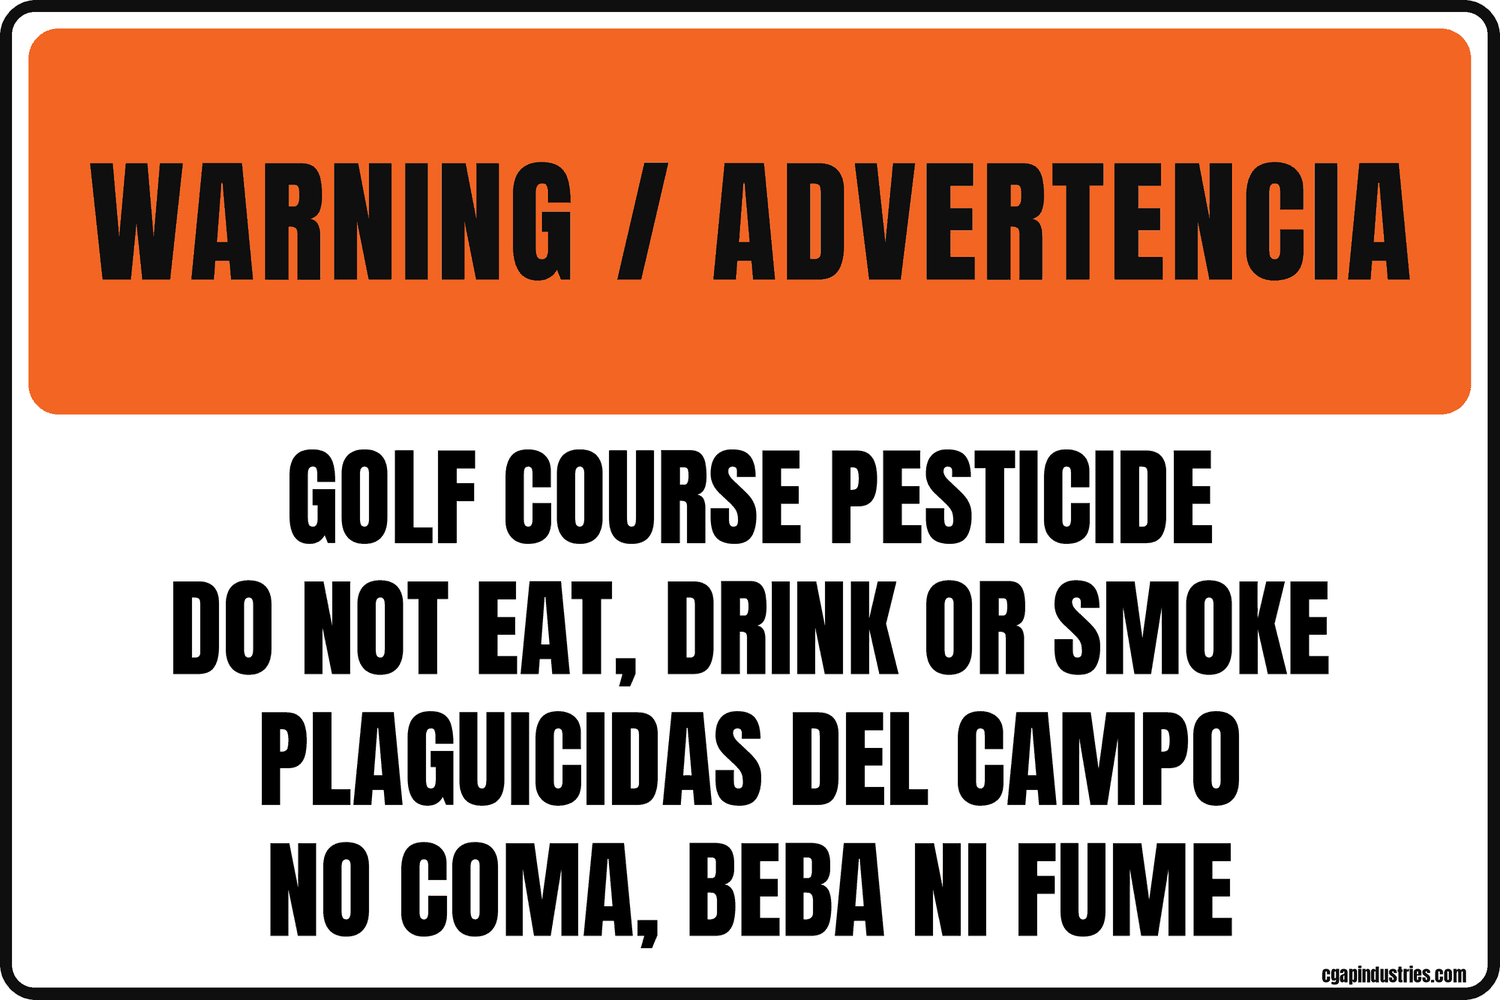 WARNING / ADVERTENCIA
GOLF COURSE PESTICIDE
DO NOT EAT, DRINK OR SMOKE
PLAGUICIDAS DEL CAMPO
NO COMA, BEBA NI FUME
cgapindustries.com